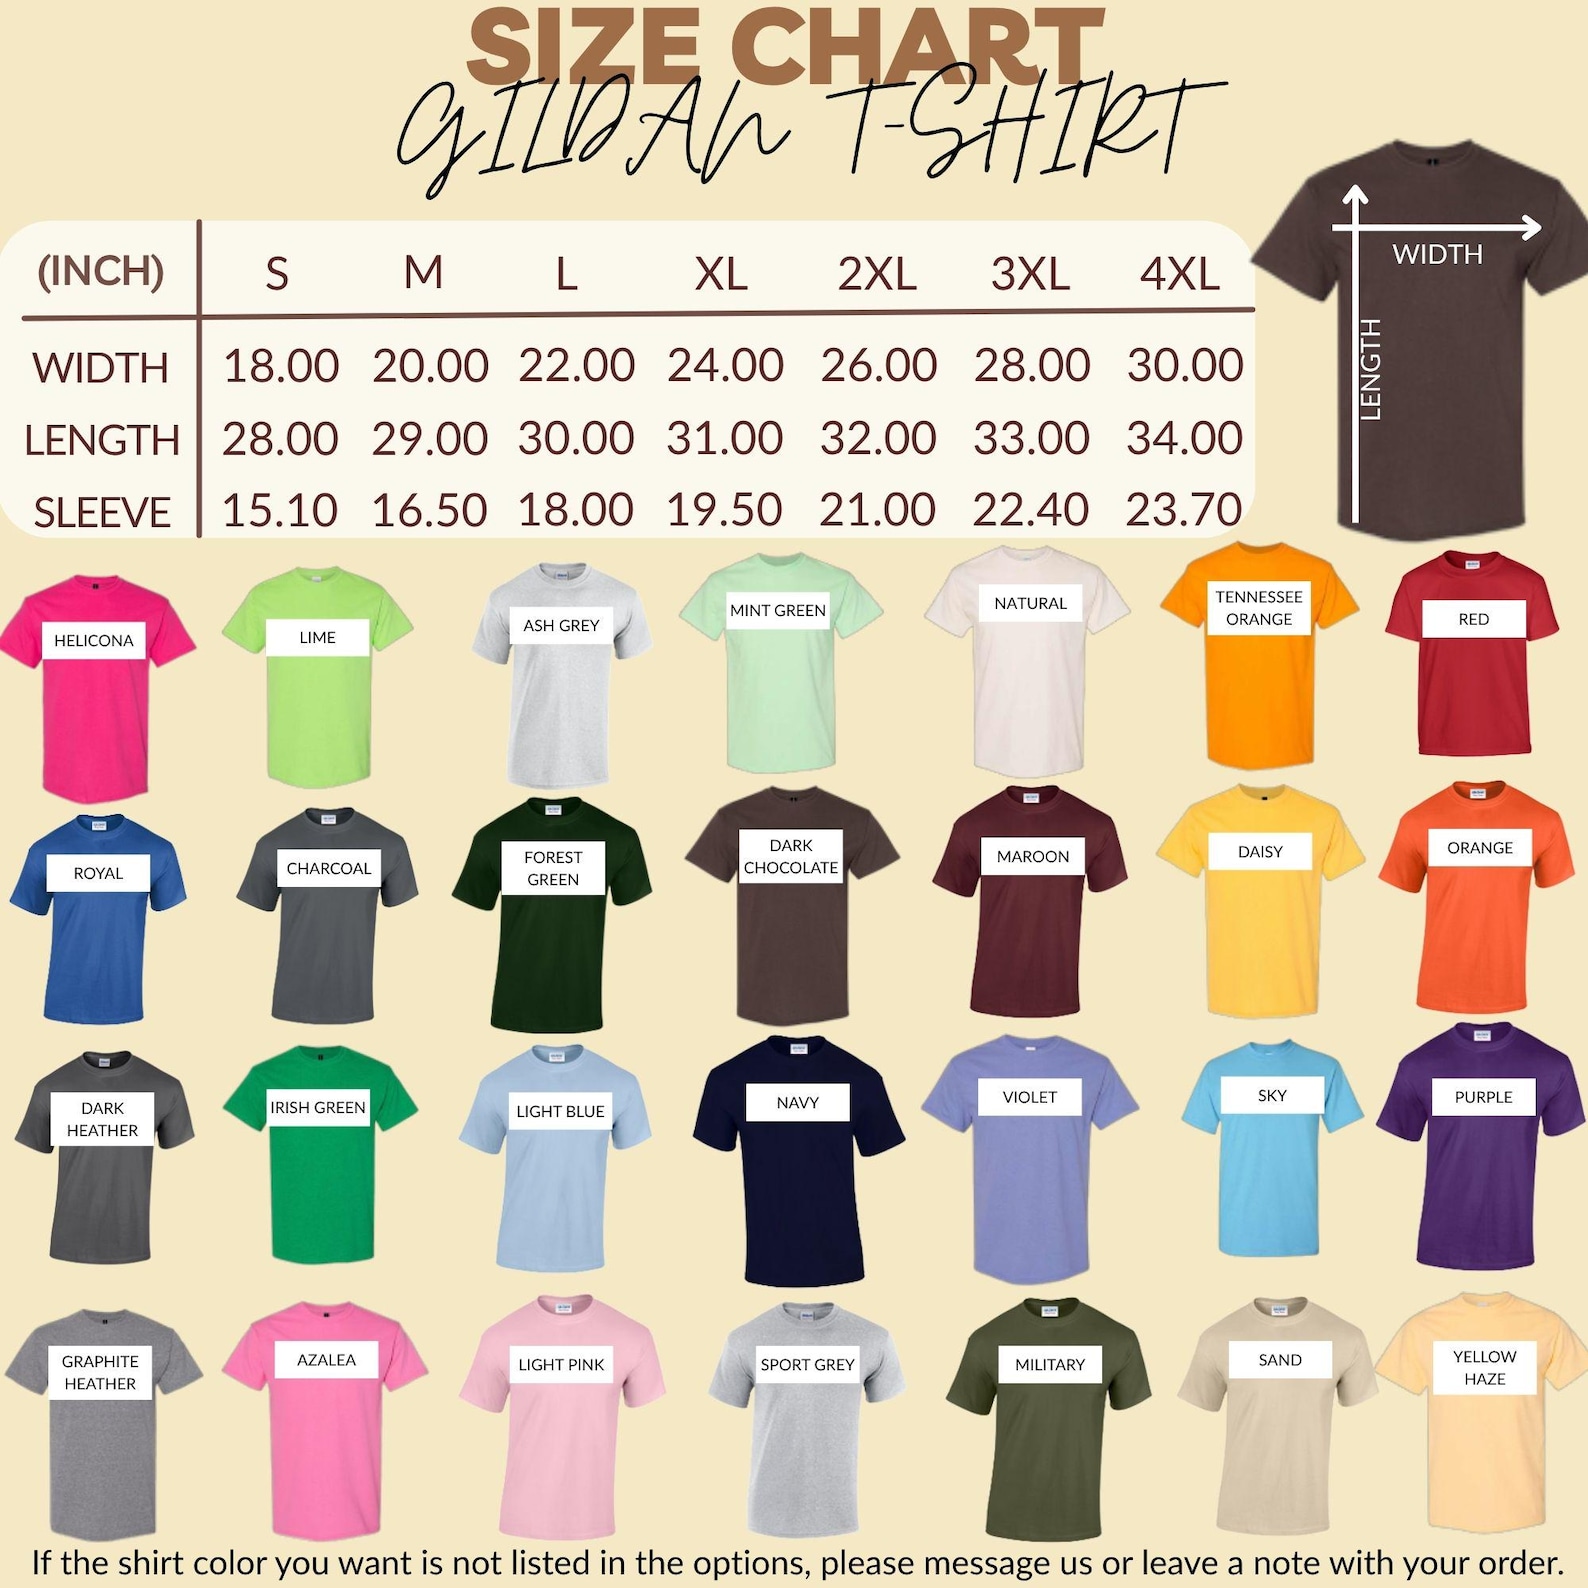 SIZE CHART
GILDAN T-SHIRT
(INCH) S M L XL 2XL 3XL 4XL
WIDTH 18.00 20.00 22.00 24.00 26.00 28.00 30.00
LENGTH 28.00 29.00 30.00 31.00 32.00 33.00 34.00
SLEEVE 15.10 16.50 18.00 19.50 21.00 22.40 23.70
WIDTH
LENGTH
HELICONA
LIME
ASH GREY
MINT GREEN
NATURAL
TENNESSEE
ORANGE
RED
ROYAL
CHARCOAL
FOREST
GREEN
DARK
CHOCOLATE
MAROON
DAISY
ORANGE
DARK
HEATHER
IRISH GREEN
LIGHT BLUE
NAVY
VIOLET
SKY
PURPLE
GRAPHITE
HEATHER
AZALEA
LIGHT PINK
SPORT GREY
MILITARY
SAND
YELLOW
HAZE
If the shirt color you want is not listed in the options, please message us or leave a note with your order.